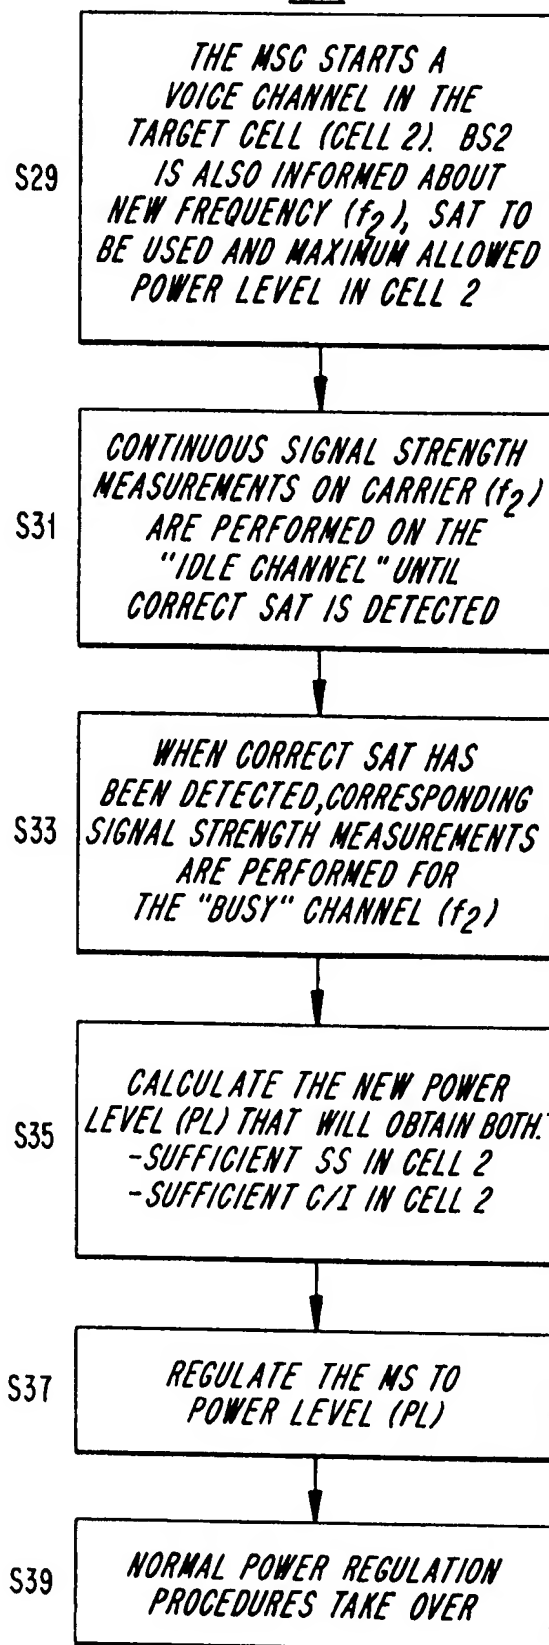 THE MSC STARTS A
VOICE CHANNEL IN THE
TARGET CELL (CELL 2). BS2
S29
IS ALSO INFORMED ABOUT
NEW FREQUENCY (f2), SAT TO
BE USED AND MAXIMUM ALLOWED
POWER LEVEL IN CELL 2
CONTINUOUS SIGNAL STRENGTH
MEASUREMENTS ON CARRIER (f2)
S31
ARE PERFORMED ON THE
"IDLE CHANNEL" UNTIL
CORRECT SAT IS DETECTED
WHEN CORRECT SAT HAS
BEEN DETECTED, CORRESPONDING
S33
SIGNAL STRENGTH MEASUREMENTS
ARE PERFORMED FOR
THE "BUSY" CHANNEL (f2)
CALCULATE THE NEW POWER
S35
LEVEL (PL) THAT WILL OBTAIN BOTH:
-SUFFICIENT SS IN CELL 2
-SUFFICIENT C/I IN CELL 2
S37
REGULATE THE MS TO
POWER LEVEL (PL)
S39
NORMAL POWER REGULATION
PROCEDURES TAKE OVER